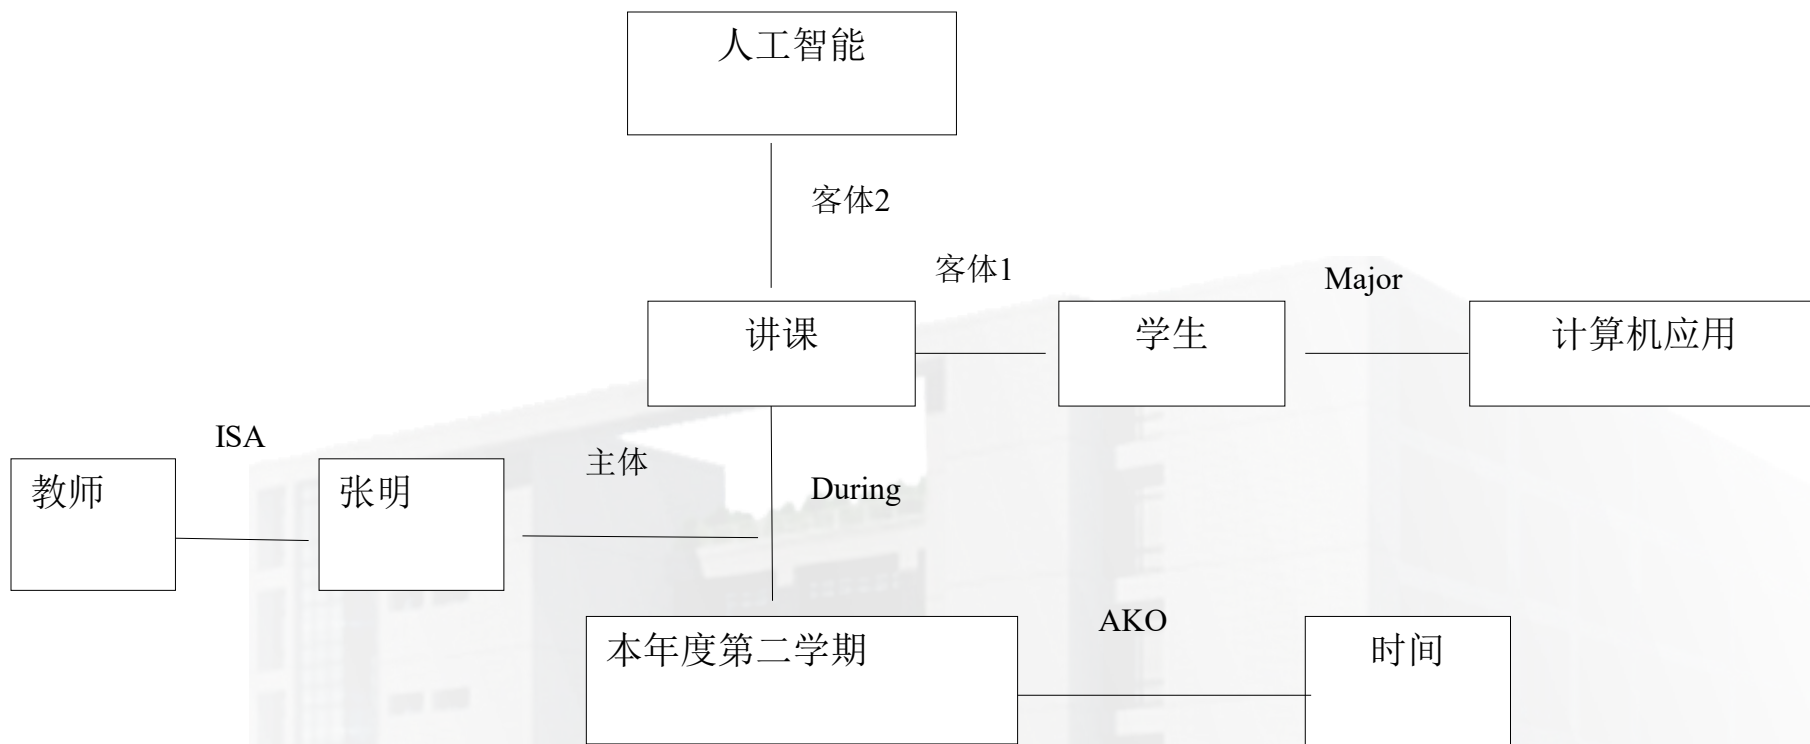 人工智能
客体2
客体1
Major
讲课
学生
计算机应用
ISA
主体
During
教师
张明
AKO
本年度第二学期
时间